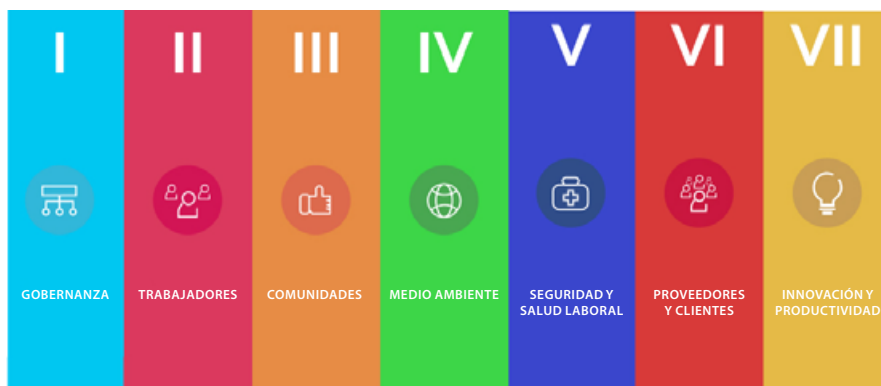 I
II
III
IV
V
VI
VII
GOBERNANZA
TRABAJADORES
COMUNIDADES
MEDIO AMBIENTE
SEGURIDAD Y
SALUD LABORAL
PROVEEDORES
Y CLIENTES
INNOVACIÓN Y
PRODUCTIVIDAD